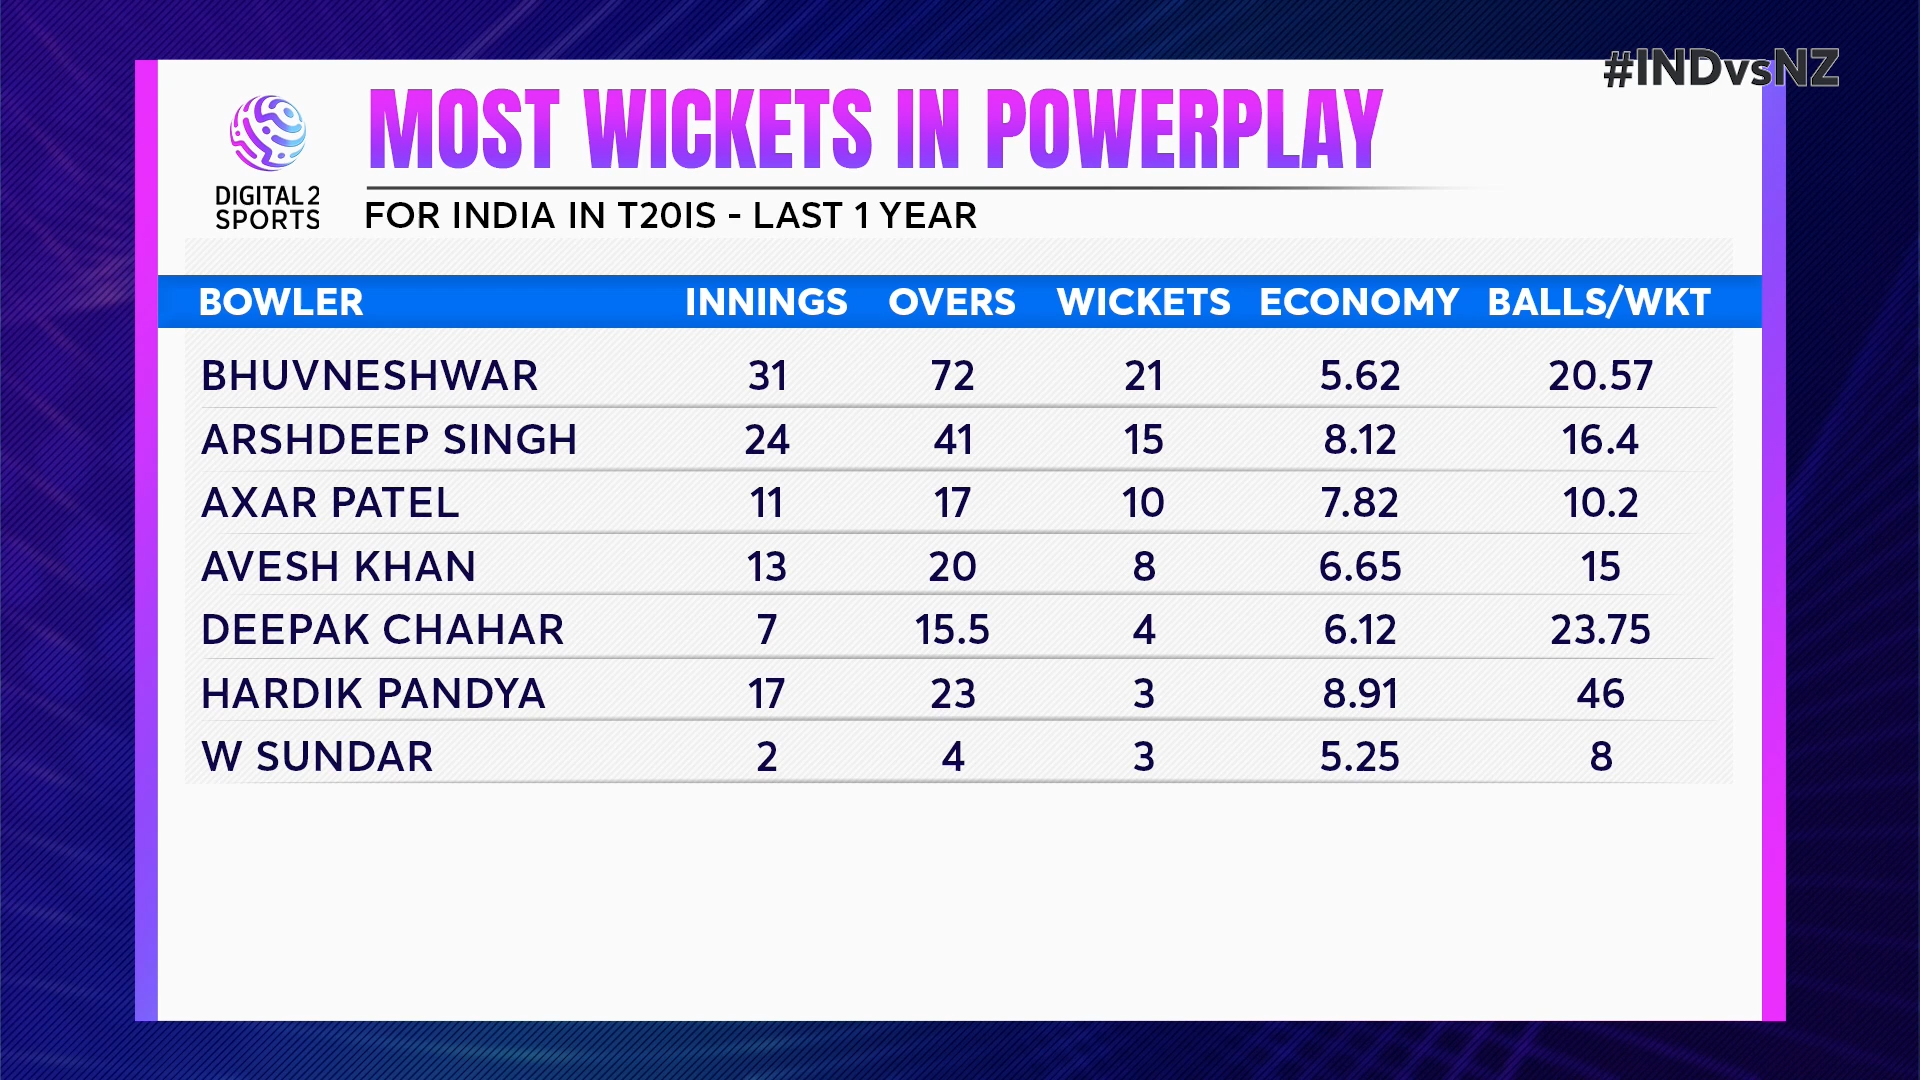 #INDvsNZ
MOST WICKETS IN POWERPLAY
DIGITAL 2
SPORTS
FOR INDIA IN T20IS - LAST 1 YEAR
BOWLER INNINGS OVERS WICKETS ECONOMY BALLS/WKT
BHUVNESHWAR 31 72 21 5.62 20.57
ARSHDEEP SINGH 24 41 15 8.12 16.4
AXAR PATEL 11 17 10 7.82 10.2
AVESH KHAN 13 20 8 6.65 15
DEEPAK CHAHAR 7 15.5 4 6.12 23.75
HARDIK PANDYA 17 23 3 8.91 46
W SUNDAR 2 4 3 5.25 8